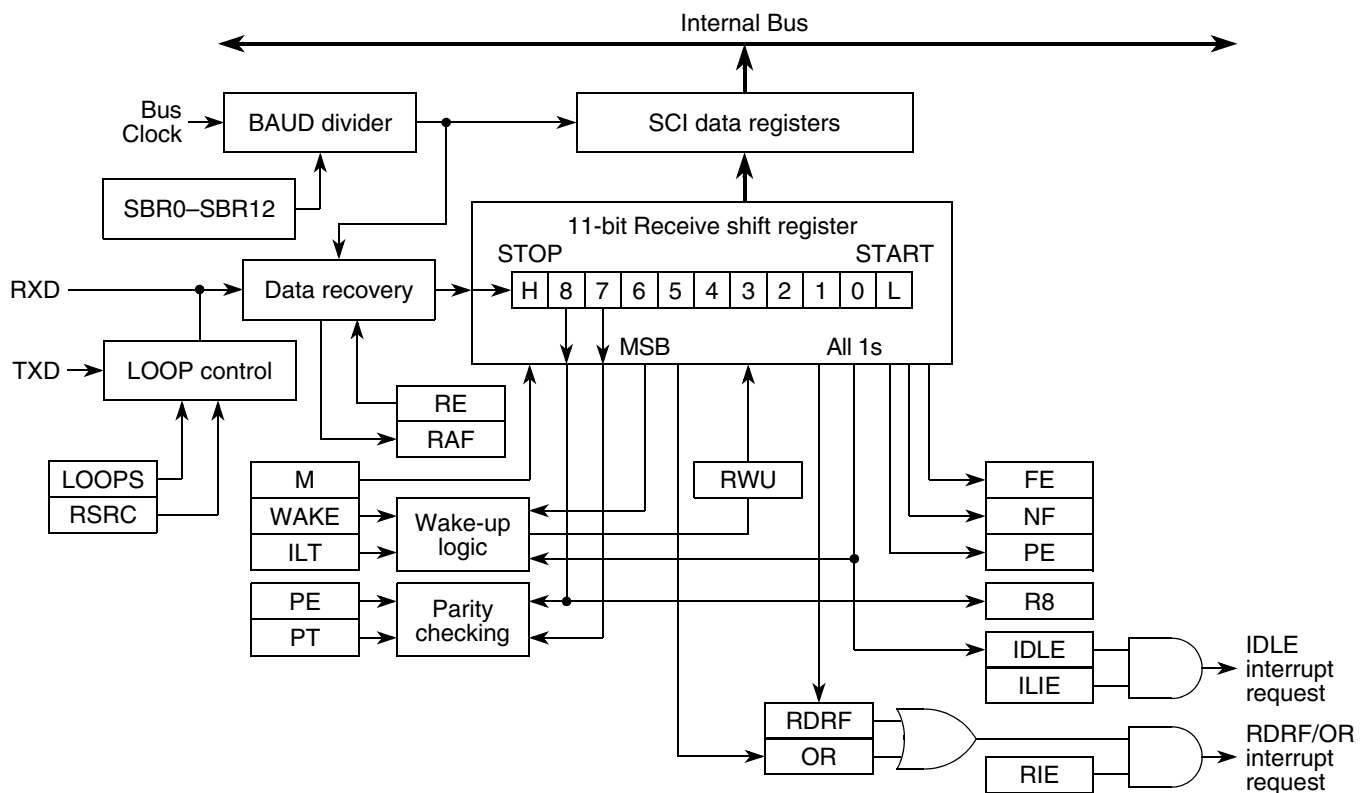 Internal Bus
Bus
Clock
BAUD divider
SCI data registers
SBR0–SBR12
11-bit Receive shift register
STOP
START
RXD
Data recovery
H 8 7 6 5 4 3 2 1 0 L
MSB
All 1s
TXD
LOOP control
RE
RAF
LOOPS
RSRC
M
WAKE
ILT
Wake-up
logic
RWU
FE
NF
PE
PE
PT
Parity
checking
R8
IDLE
ILIE
IDLE
interrupt
request
RDRF
OR
RIE
RDRF/OR
interrupt
request